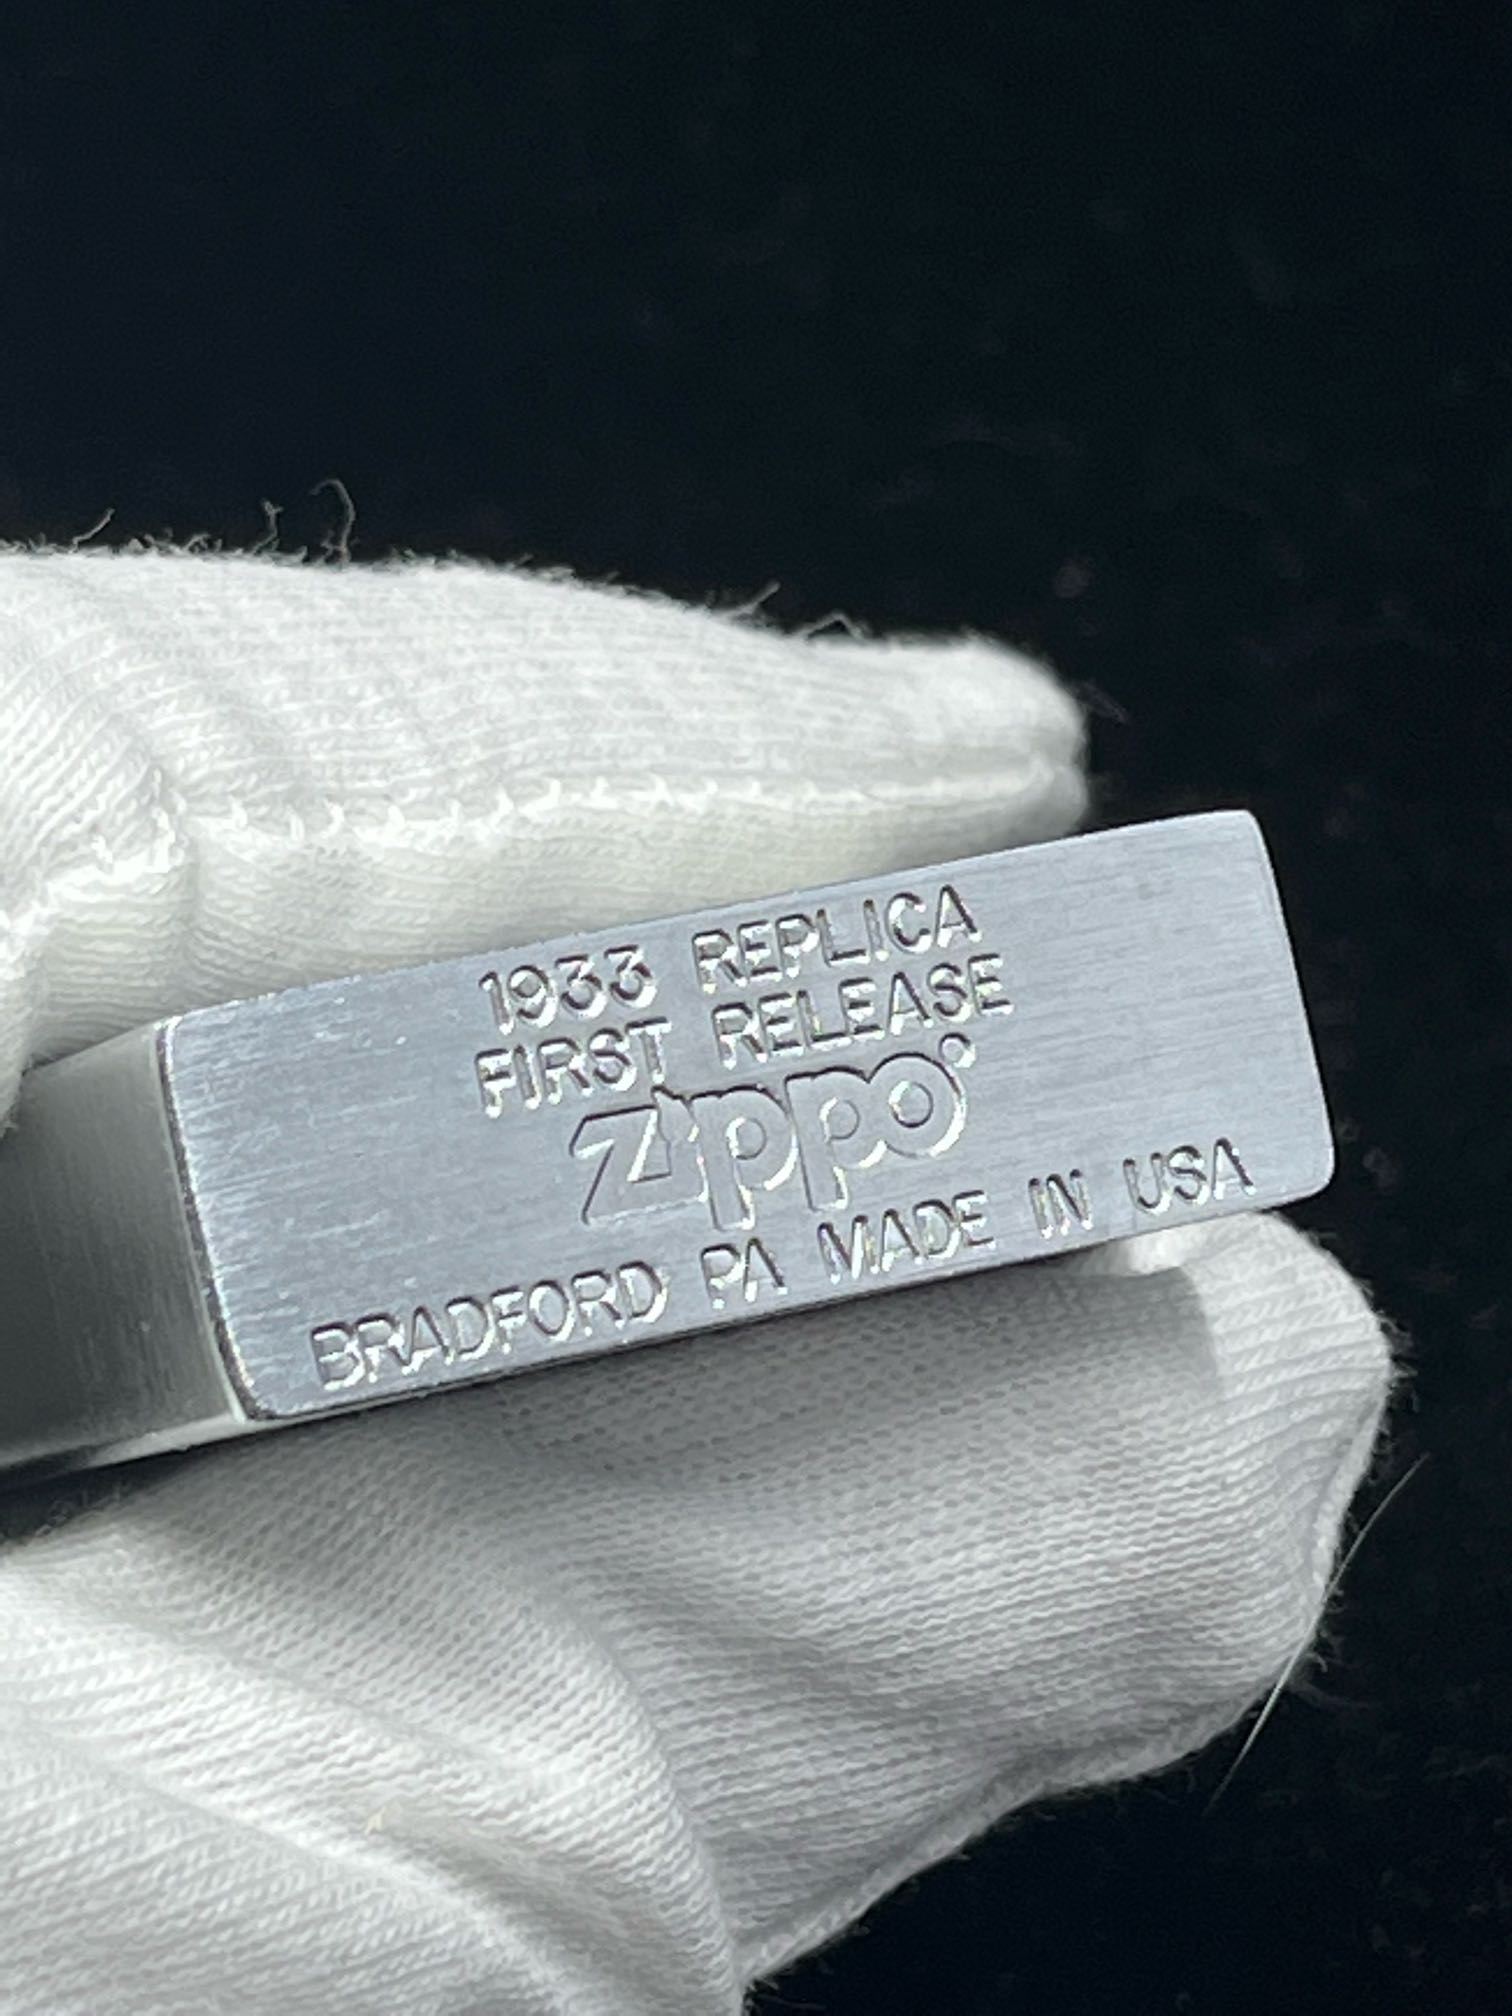 1933 REPLICA
FIRST RELEASE
Zippo®
BRADFORD PA MADE IN USA